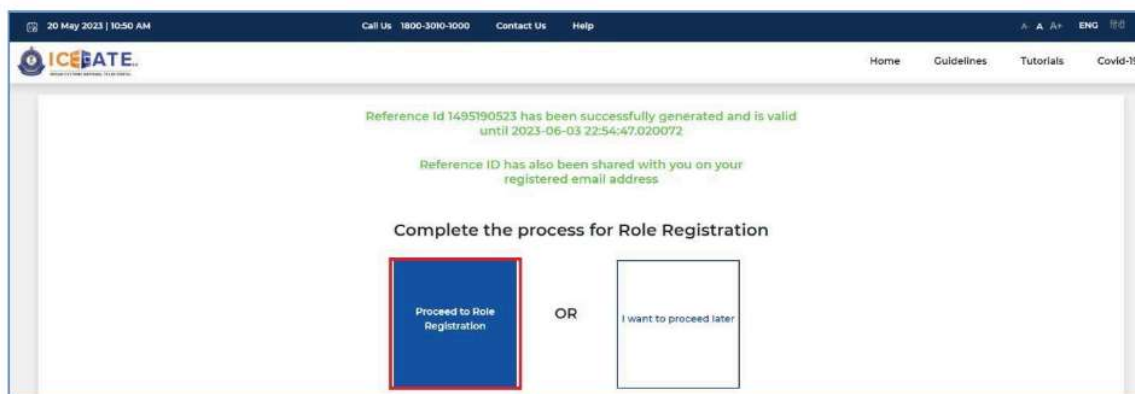 20 May 2023 | 10:50 AM Call Us 1800-3010-1000 Contact Us Help A- A A+ ENG हिंदी
ICEGATE
Home Guidelines Tutorials Covid-19
Reference Id 1495190523 has been successfully generated and is valid
until 2023-06-03 22:54:47.020072
Reference ID has also been shared with you on your
registered email address
Complete the process for Role Registration
Proceed to Role
Registration
OR
I want to proceed later